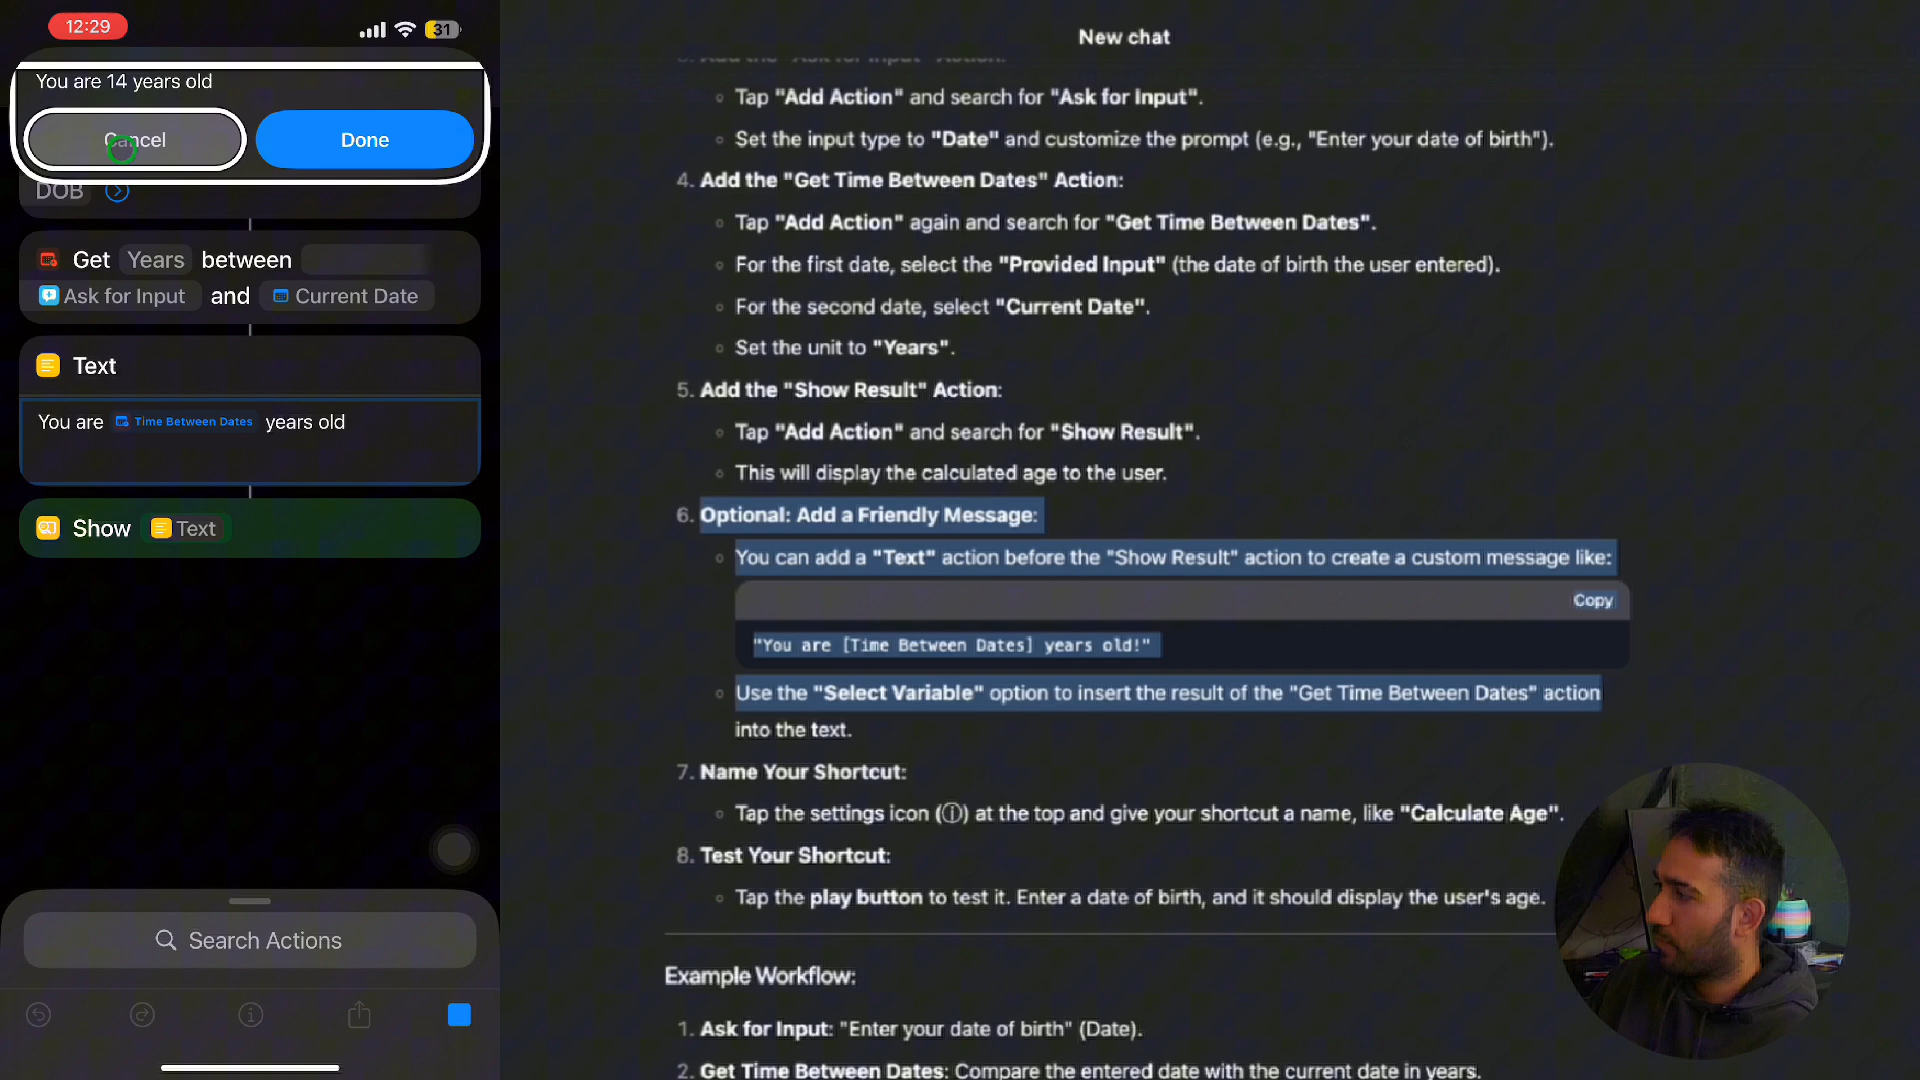 12:29
31
You are 14 years old
Cancel
Done
DOB
Get Years between
Ask for Input and Current Date
Text
You are Time Between Dates years old
Show Text
Search Actions
New chat
3. Add the "Ask for Input" Action:
Tap "Add Action" and search for "Ask for Input".
Set the input type to "Date" and customize the prompt (e.g., "Enter your date of birth").
4. Add the "Get Time Between Dates" Action:
Tap "Add Action" again and search for "Get Time Between Dates".
For the first date, select the "Provided Input" (the date of birth the user entered).
For the second date, select "Current Date".
Set the unit to "Years".
5. Add the "Show Result" Action:
Tap "Add Action" and search for "Show Result".
This will display the calculated age to the user.
6. Optional: Add a Friendly Message:
You can add a "Text" action before the "Show Result" action to create a custom message like:
Copy
"You are [Time Between Dates] years old!"
Use the "Select Variable" option to insert the result of the "Get Time Between Dates" action
into the text.
7. Name Your Shortcut:
Tap the settings icon (ⓘ) at the top and give your shortcut a name, like "Calculate Age".
8. Test Your Shortcut:
Tap the play button to test it. Enter a date of birth, and it should display the user's age.
Example Workflow:
1. Ask for Input: "Enter your date of birth" (Date).
2. Get Time Between Dates: Compare the entered date with the current date in years.